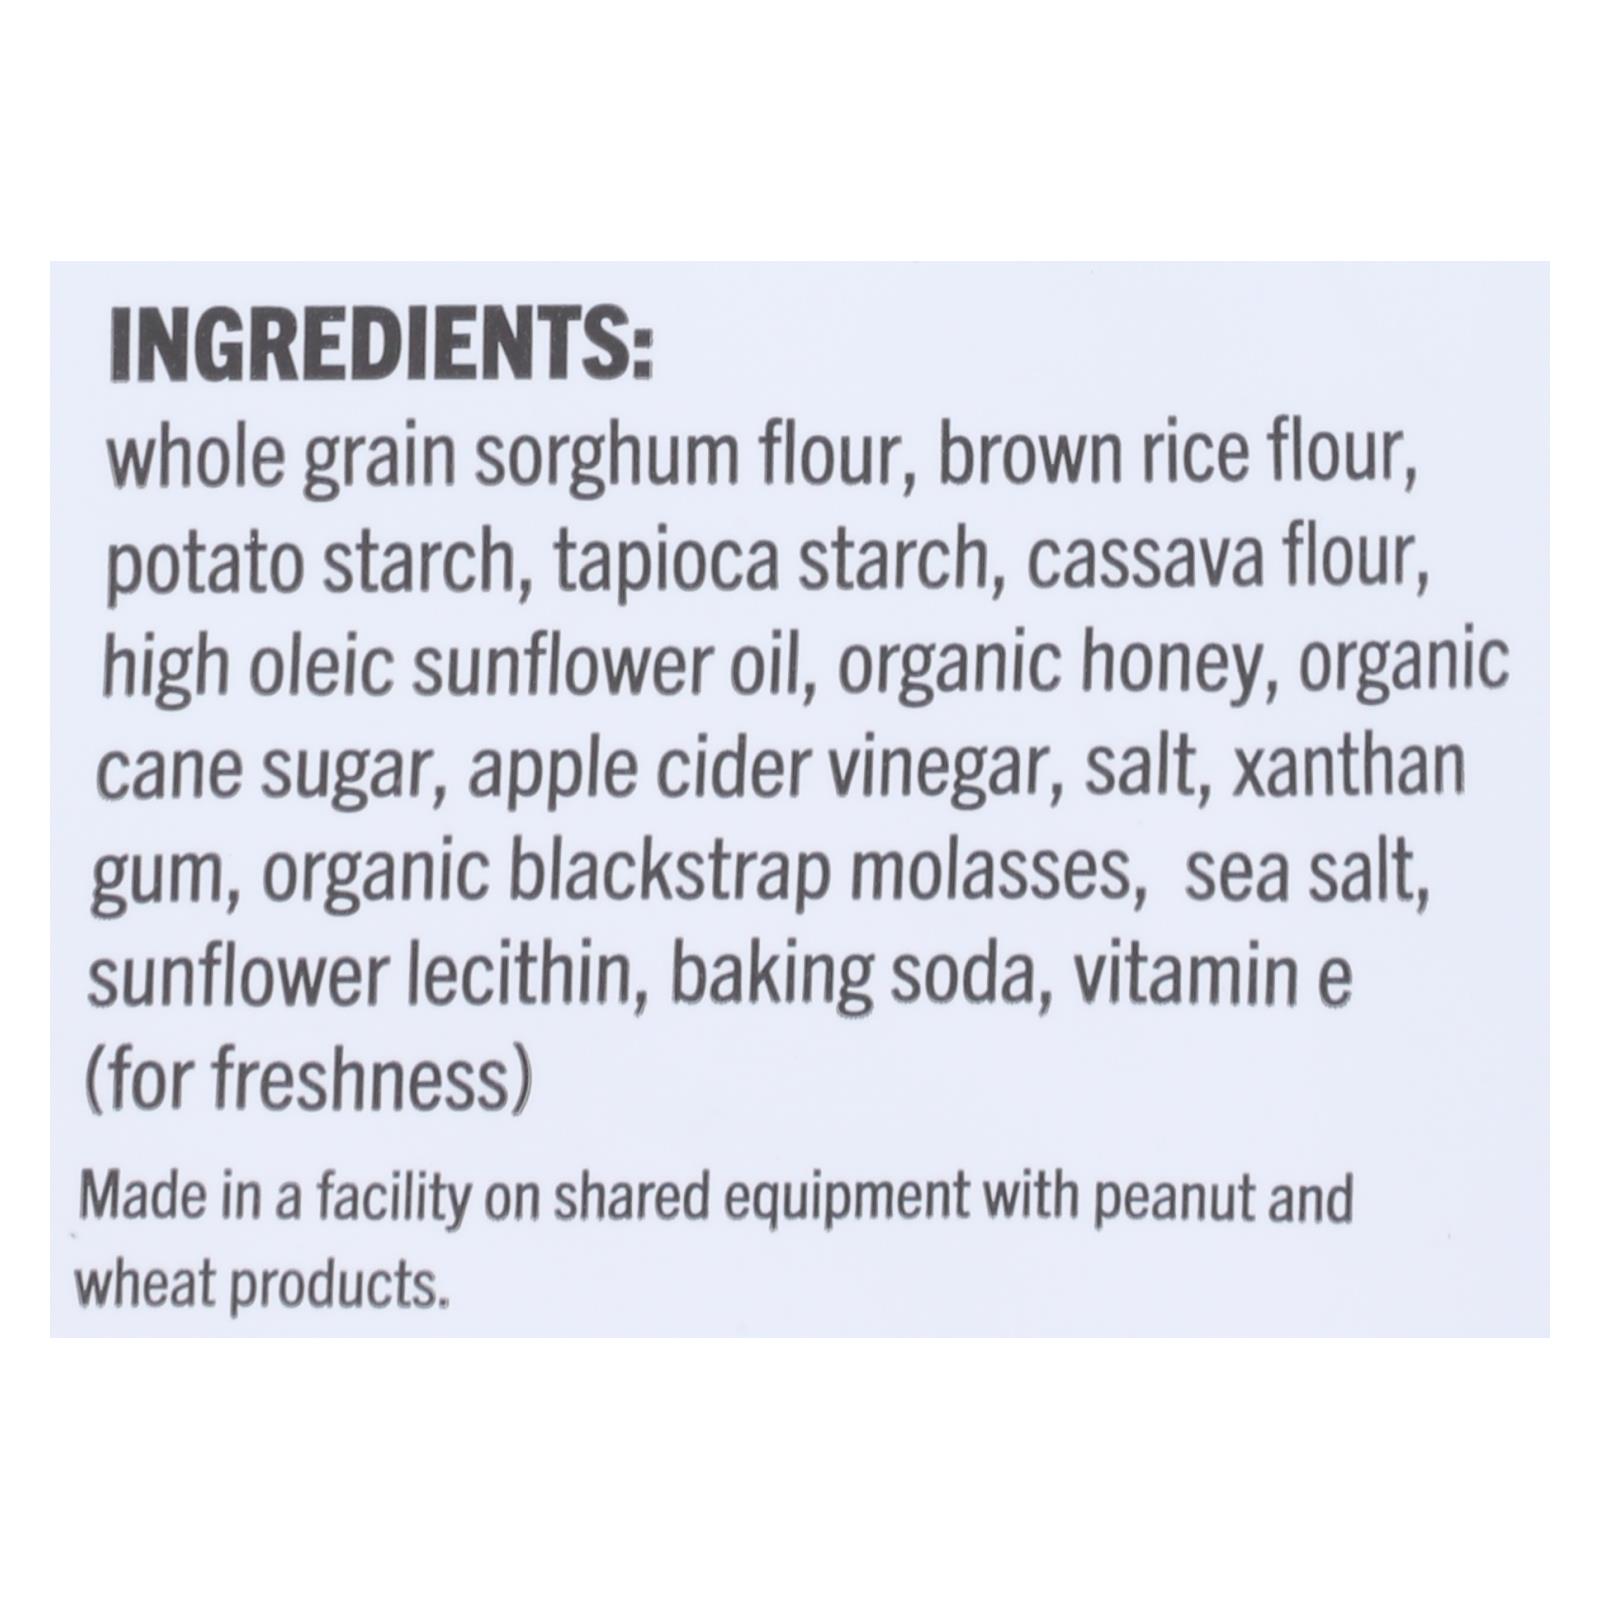 INGREDIENTS:
whole grain sorghum flour, brown rice flour,
potato starch, tapioca starch, cassava flour,
high oleic sunflower oil, organic honey, organic
cane sugar, apple cider vinegar, salt, xanthan
gum, organic blackstrap molasses,  sea salt,
sunflower lecithin, baking soda, vitamin e
(for freshness)
Made in a facility on shared equipment with peanut and
wheat products.